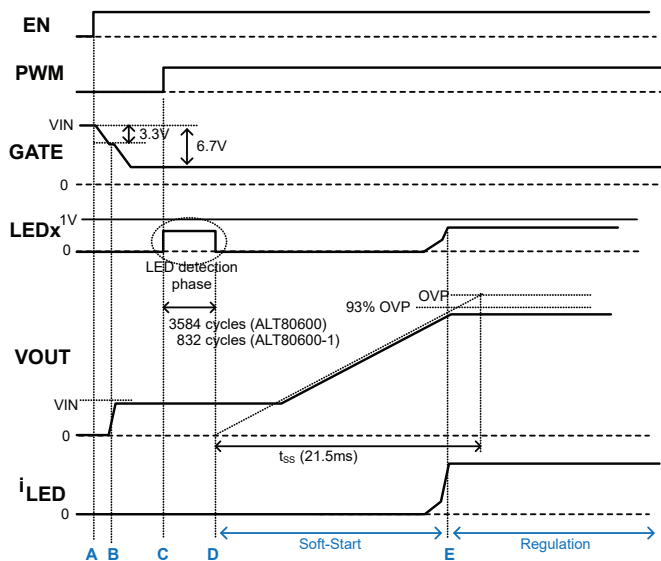 EN
PWM
VIN
3.3V
6.7V
GATE
0
1V
LEDx
0
LED detection
phase
OVP
93% OVP
3584 cycles (ALT80600)
832 cycles (ALT80600-1)
VOUT
VIN
0
tSS (21.5ms)
iLED
0
Soft-Start
Regulation
A B C D E